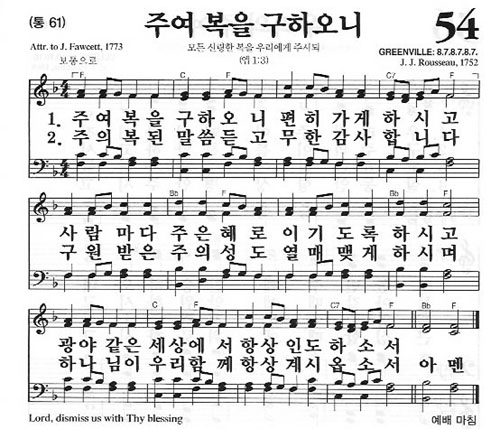 (통 61)
주여 복을 구하오니
54
Attr. to J. Fawcett, 1773
모든 신령한 복을 우리에게 주시되
GREENVILLE: 8.7.8.7.8.7.
보통으로
(엡 1:3)
J. J. Rousseau, 1752
F C F C7 F
1. 주여 복을 구하오니 편히 가게 하시고
2. 주의 복된 말씀 듣고 무한 감사 합니다
Bb F Bb F
사람마다 주 은혜로 이기도록 하시고
구원 받은 주의 성도 열매 맺게 하시며
C F C F C7 F Bb F
광야 같은 세상에서 항상 인도 하소서
하나님이 우리 함께 항상 계시옵소서 아멘
Lord, dismiss us with Thy blessing
예배 마침